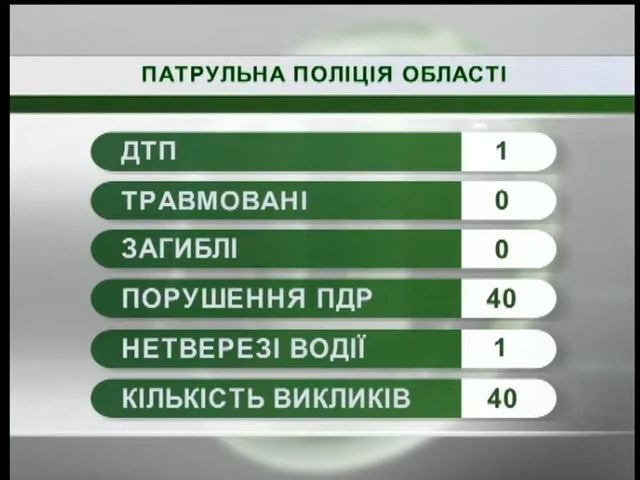 ПАТРУЛЬНА ПОЛІЦІЯ ОБЛАСТІ
ДТП 1
ТРАВМОВАНІ 0
ЗАГИБЛІ 0
ПОРУШЕННЯ ПДР 40
НЕТВЕРЕЗІ ВОДІЇ 1
КІЛЬКІСТЬ ВИКЛИКІВ 40